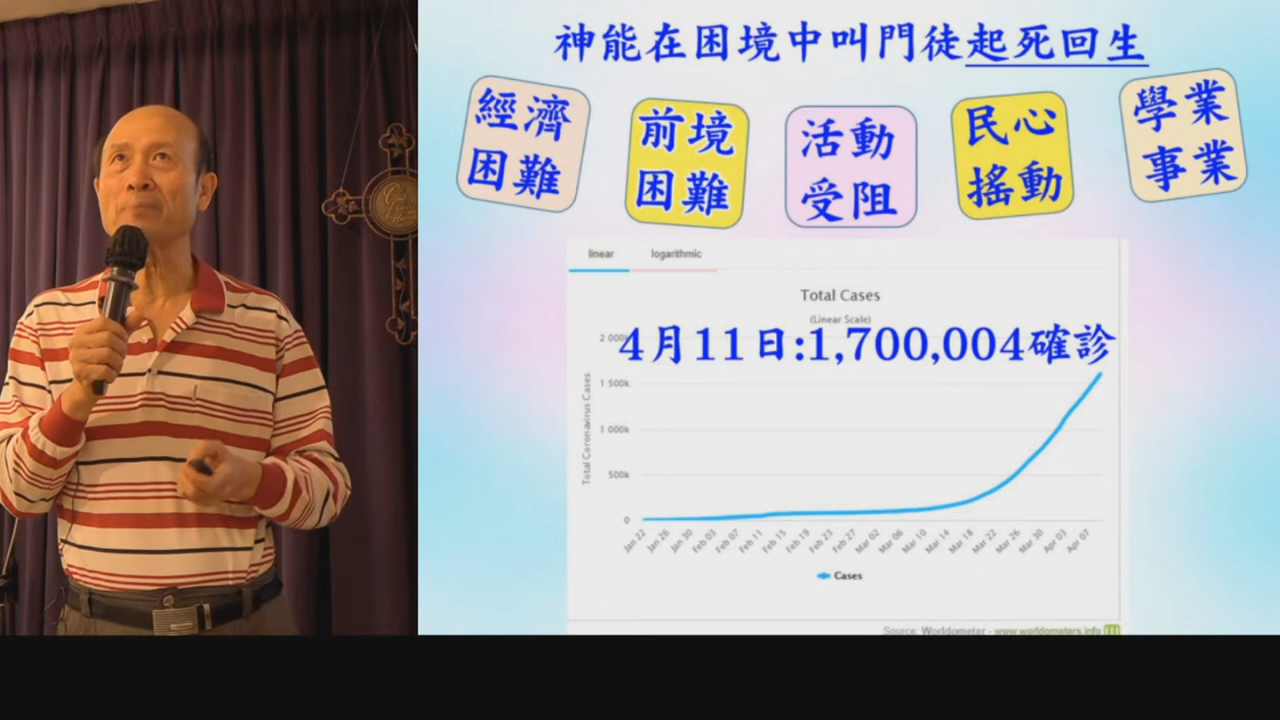 神能在困境中叫門徒起死回生
經濟
困難
前境
困難
活動
受阻
民心
搖動
學業
事業
linear
logarithmic
Total Cases
(Linear Scale)
4月11日:1,700,004確診
2 000k
1 500k
1 000k
500k
0
Total Coronavirus Cases
Jan 22
Jan 26
Jan 30
Feb 03
Feb 07
Feb 11
Feb 15
Feb 19
Feb 23
Feb 27
Mar 02
Mar 06
Mar 10
Mar 14
Mar 18
Mar 22
Mar 26
Mar 30
Apr 03
Apr 07
Cases
Source: Worldometer - www.worldometers.info